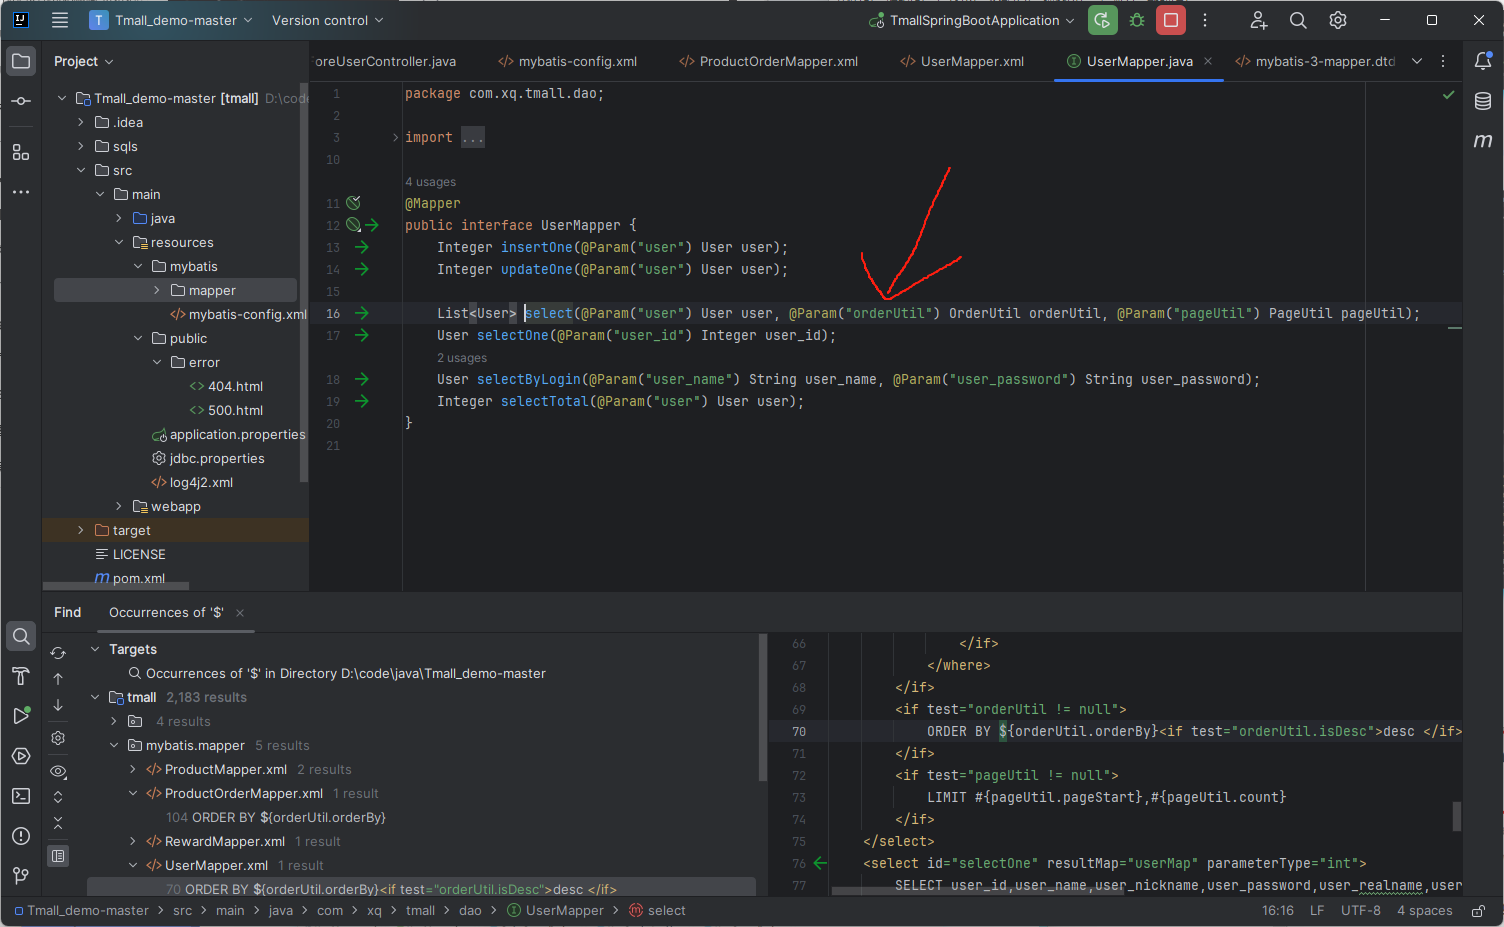 T Tmall_demo-master Version control TmallSpringBootApplication
Project
oreUserController.java mybatis-config.xml ProductOrderMapper.xml UserMapper.xml UserMapper.java mybatis-3-mapper.dtd
Tmall_demo-master [tmall] D:\code
.idea
sqls
src
main
java
resources
mybatis
mapper
mybatis-config.xml
public
error
404.html
500.html
application.properties
jdbc.properties
log4j2.xml
webapp
target
LICENSE
pom.xml
1 package com.xq.tmall.dao;
2
3 import ...
10
4 usages
11 @Mapper
12 public interface UserMapper {
13 Integer insertOne(@Param("user") User user);
14 Integer updateOne(@Param("user") User user);
15
16 List<User> select(@Param("user") User user, @Param("orderUtil") OrderUtil orderUtil, @Param("pageUtil") PageUtil pageUtil);
17 User selectOne(@Param("user_id") Integer user_id);
2 usages
18 User selectByLogin(@Param("user_name") String user_name, @Param("user_password") String user_password);
19 Integer selectTotal(@Param("user") User user);
20 }
21
Find Occurrences of '$'
Targets
Occurrences of '$' in Directory D:\code\java\Tmall_demo-master
tmall 2,183 results
4 results
mybatis.mapper 5 results
ProductMapper.xml 2 results
ProductOrderMapper.xml 1 result
104 ORDER BY ${orderUtil.orderBy}
RewardMapper.xml 1 result
UserMapper.xml 1 result
70 ORDER BY ${orderUtil.orderBy}<if test="orderUtil.isDesc">desc </if>
66 </if>
67 </where>
68 </if>
69 <if test="orderUtil != null">
70 ORDER BY ${orderUtil.orderBy}<if test="orderUtil.isDesc">desc </if>
71 </if>
72 <if test="pageUtil != null">
73 LIMIT #{pageUtil.pageStart},#{pageUtil.count}
74 </if>
75 </select>
76 <select id="selectOne" resultMap="userMap" parameterType="int">
77 SELECT user_id,user_name,user_nickname,user_password,user_realname,user
Tmall_demo-master > src > main > java > com > xq > tmall > dao > UserMapper > select 16:16 LF UTF-8 4 spaces